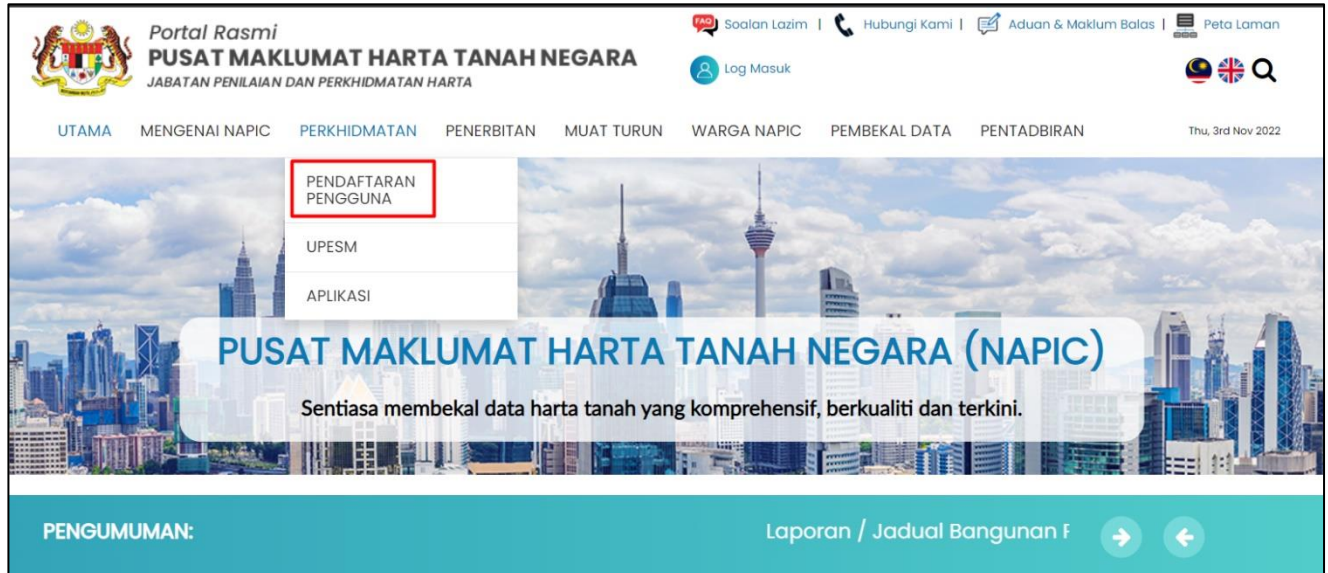 Portal Rasmi
PUSAT MAKLUMAT HARTA TANAH NEGARA
JABATAN PENILAIAN DAN PERKHIDMATAN HARTA
FAQ Soalan Lazim | Hubungi Kami | Aduan & Maklum Balas | Peta Laman
Log Masuk
UTAMA MENGENAI NAPIC PERKHIDMATAN PENERBITAN MUAT TURUN WARGA NAPIC PEMBEKAL DATA PENTADBIRAN Thu, 3rd Nov 2022
PENDAFTARAN
PENGGUNA
UPESM
APLIKASI
PUSAT MAKLUMAT HARTA TANAH NEGARA (NAPIC)
Sentiasa membekal data harta tanah yang komprehensif, berkualiti dan terkini.
PENGUMUMAN: Laporan / Jadual Bangunan